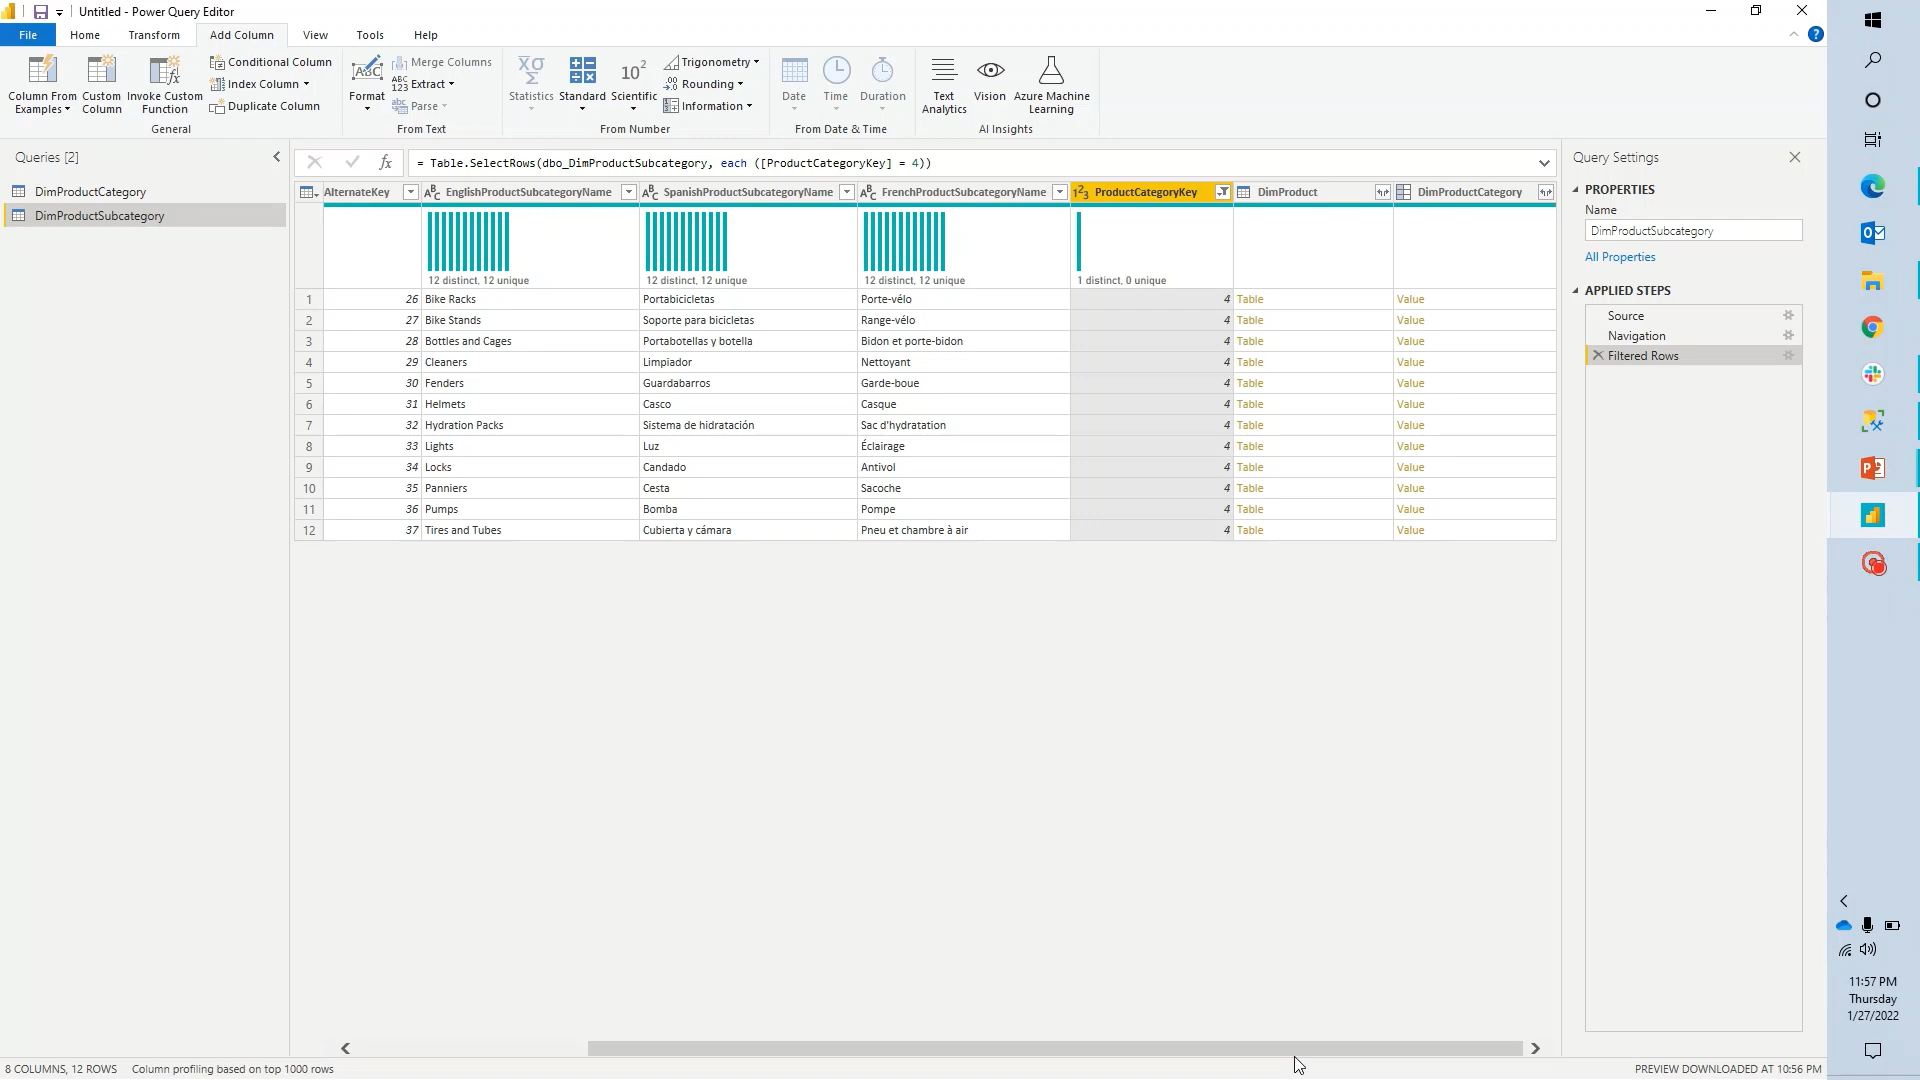 Untitled - Power Query Editor
File Home Transform Add Column View Tools Help
Column From Examples
Custom Column
Invoke Custom Function
Conditional Column
Index Column
Duplicate Column
General
ABC
Format
Merge Columns
ABC 123 Extract
abc Parse
From Text
XΣσ
Statistics
Standard
10² Scientific
Trigonometry
.00 Rounding
Information
From Number
Date
Time
Duration
From Date & Time
Text Analytics
Vision
Azure Machine Learning
AI Insights
Queries [2]
DimProductCategory
DimProductSubcategory
fx = Table.SelectRows(dbo_DimProductSubcategory, each ([ProductCategoryKey] = 4))
AlternateKey ABC EnglishProductSubcategoryName ABC SpanishProductSubcategoryName ABC FrenchProductSubcategoryName 123 ProductCategoryKey DimProduct DimProductCategory
12 distinct, 12 unique 12 distinct, 12 unique 12 distinct, 12 unique 1 distinct, 0 unique
1 26 Bike Racks Portabicicletas Porte-vélo 4 Table Value
2 27 Bike Stands Soporte para bicicletas Range-vélo 4 Table Value
3 28 Bottles and Cages Portabotellas y botella Bidon et porte-bidon 4 Table Value
4 29 Cleaners Limpiador Nettoyant 4 Table Value
5 30 Fenders Guardabarros Garde-boue 4 Table Value
6 31 Helmets Casco Casque 4 Table Value
7 32 Hydration Packs Sistema de hidratación Sac d'hydratation 4 Table Value
8 33 Lights Luz Éclairage 4 Table Value
9 34 Locks Candado Antivol 4 Table Value
10 35 Panniers Cesta Sacoche 4 Table Value
11 36 Pumps Bomba Pompe 4 Table Value
12 37 Tires and Tubes Cubierta y cámara Pneu et chambre à air 4 Table Value
Query Settings
PROPERTIES
Name
DimProductSubcategory
All Properties
APPLIED STEPS
Source
Navigation
Filtered Rows
8 COLUMNS, 12 ROWS Column profiling based on top 1000 rows
PREVIEW DOWNLOADED AT 10:56 PM
11:57 PM
Thursday
1/27/2022